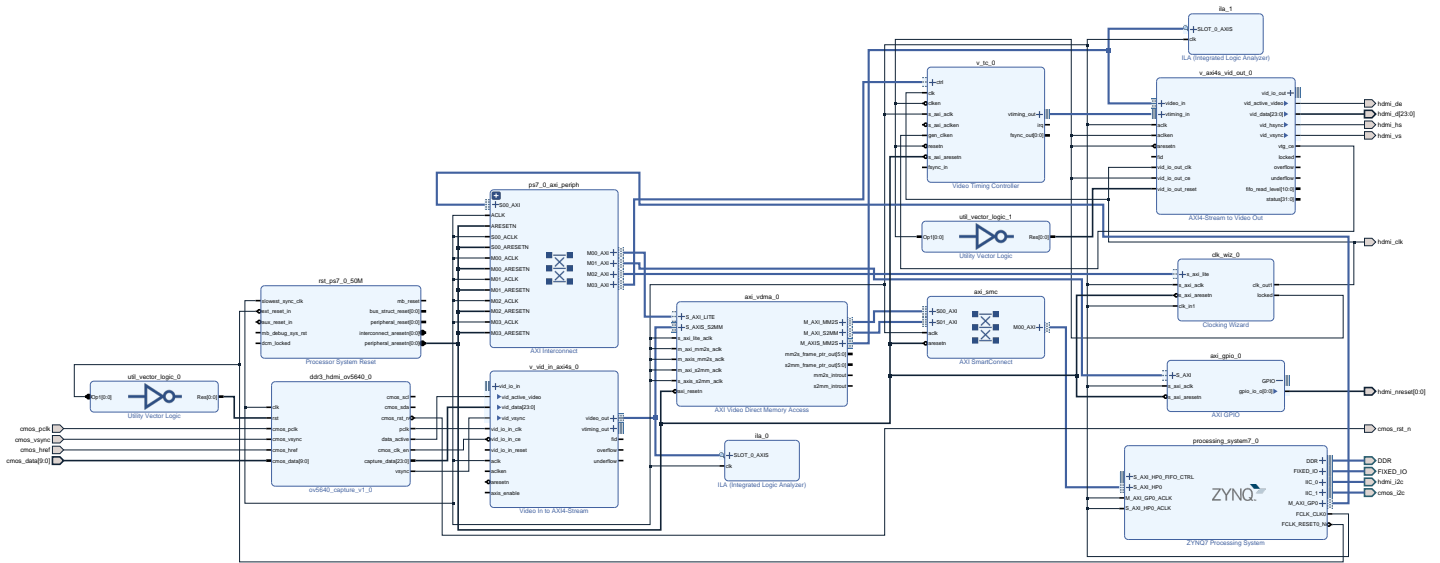 ila_1
SLOT_0_AXIS
clk
ILA (Integrated Logic Analyzer)
v_tc_0
ctrl
clk
clken
s_axi_aclk
s_axi_aclken
gen_clken
resetn
s_axi_aresetn
fsync_in
vtiming_out
irq
fsync_out[0:0]
Video Timing Controller
v_axi4s_vid_out_0
video_in
vtiming_in
aclk
aclken
aresetn
fid
vid_io_out_clk
vid_io_out_ce
vid_io_out_reset
vid_io_out
vid_active_video
vid_data[23:0]
vid_hsync
vid_vsync
vtg_ce
locked
overflow
underflow
fifo_read_level[10:0]
status[31:0]
AXI4-Stream to Video Out
hdmi_de
hdmi_d[23:0]
hdmi_hs
hdmi_vs
ps7_0_axi_periph
S00_AXI
ACLK
ARESETN
S00_ACLK
S00_ARESETN
M00_ACLK
M00_ARESETN
M01_ACLK
M01_ARESETN
M02_ACLK
M02_ARESETN
M03_ACLK
M03_ARESETN
M00_AXI
M01_AXI
M02_AXI
M03_AXI
AXI Interconnect
util_vector_logic_1
Op1[0:0]
Res[0:0]
Utility Vector Logic
hdmi_clk
clk_wiz_0
s_axi_lite
s_axi_aclk
s_axi_aresetn
clk_in1
clk_out1
locked
Clocking Wizard
rst_ps7_0_50M
slowest_sync_clk
ext_reset_in
aux_reset_in
mb_debug_sys_rst
dcm_locked
mb_reset
bus_struct_reset[0:0]
peripheral_reset[0:0]
interconnect_aresetn[0:0]
peripheral_aresetn[0:0]
Processor System Reset
axi_vdma_0
S_AXI_LITE
S_AXIS_S2MM
s_axi_lite_aclk
m_axi_mm2s_aclk
m_axis_mm2s_aclk
m_axi_s2mm_aclk
s_axis_s2mm_aclk
axi_resetn
M_AXI_MM2S
M_AXI_S2MM
M_AXIS_MM2S
mm2s_frame_ptr_out[5:0]
s2mm_frame_ptr_out[5:0]
mm2s_introut
s2mm_introut
AXI Video Direct Memory Access
axi_smc
S00_AXI
S01_AXI
aclk
aresetn
M00_AXI
AXI SmartConnect
axi_gpio_0
S_AXI
s_axi_aclk
s_axi_aresetn
GPIO
gpio_io_o[0:0]
AXI GPIO
hdmi_nreset[0:0]
util_vector_logic_0
Op1[0:0]
Res[0:0]
Utility Vector Logic
ddr3_hdmi_ov5640_0
clk
rst
cmos_pclk
cmos_vsync
cmos_href
cmos_data[9:0]
cmos_scl
cmos_sda
cmos_rst_n
pclk
data_active
cmos_clk_en
capture_data[23:0]
vsync
ov5640_capture_v1_0
cmos_pclk
cmos_vsync
cmos_href
cmos_data[9:0]
v_vid_in_axi4s_0
vid_io_in
vid_active_video
vid_data[23:0]
vid_vsync
vid_io_in_clk
vid_io_in_ce
vid_io_in_reset
aclk
aclken
aresetn
axis_enable
video_out
vtiming_out
fid
overflow
underflow
Video In to AXI4-Stream
ila_0
SLOT_0_AXIS
clk
ILA (Integrated Logic Analyzer)
cmos_rst_n
processing_system7_0
S_AXI_HP0_FIFO_CTRL
S_AXI_HP0
M_AXI_GP0_ACLK
S_AXI_HP0_ACLK
ZYNQ
DDR
FIXED_IO
IIC_0
IIC_1
M_AXI_GP0
FCLK_CLK0
FCLK_RESET0_N
ZYNQ7 Processing System
DDR
FIXED_IO
hdmi_i2c
cmos_i2c